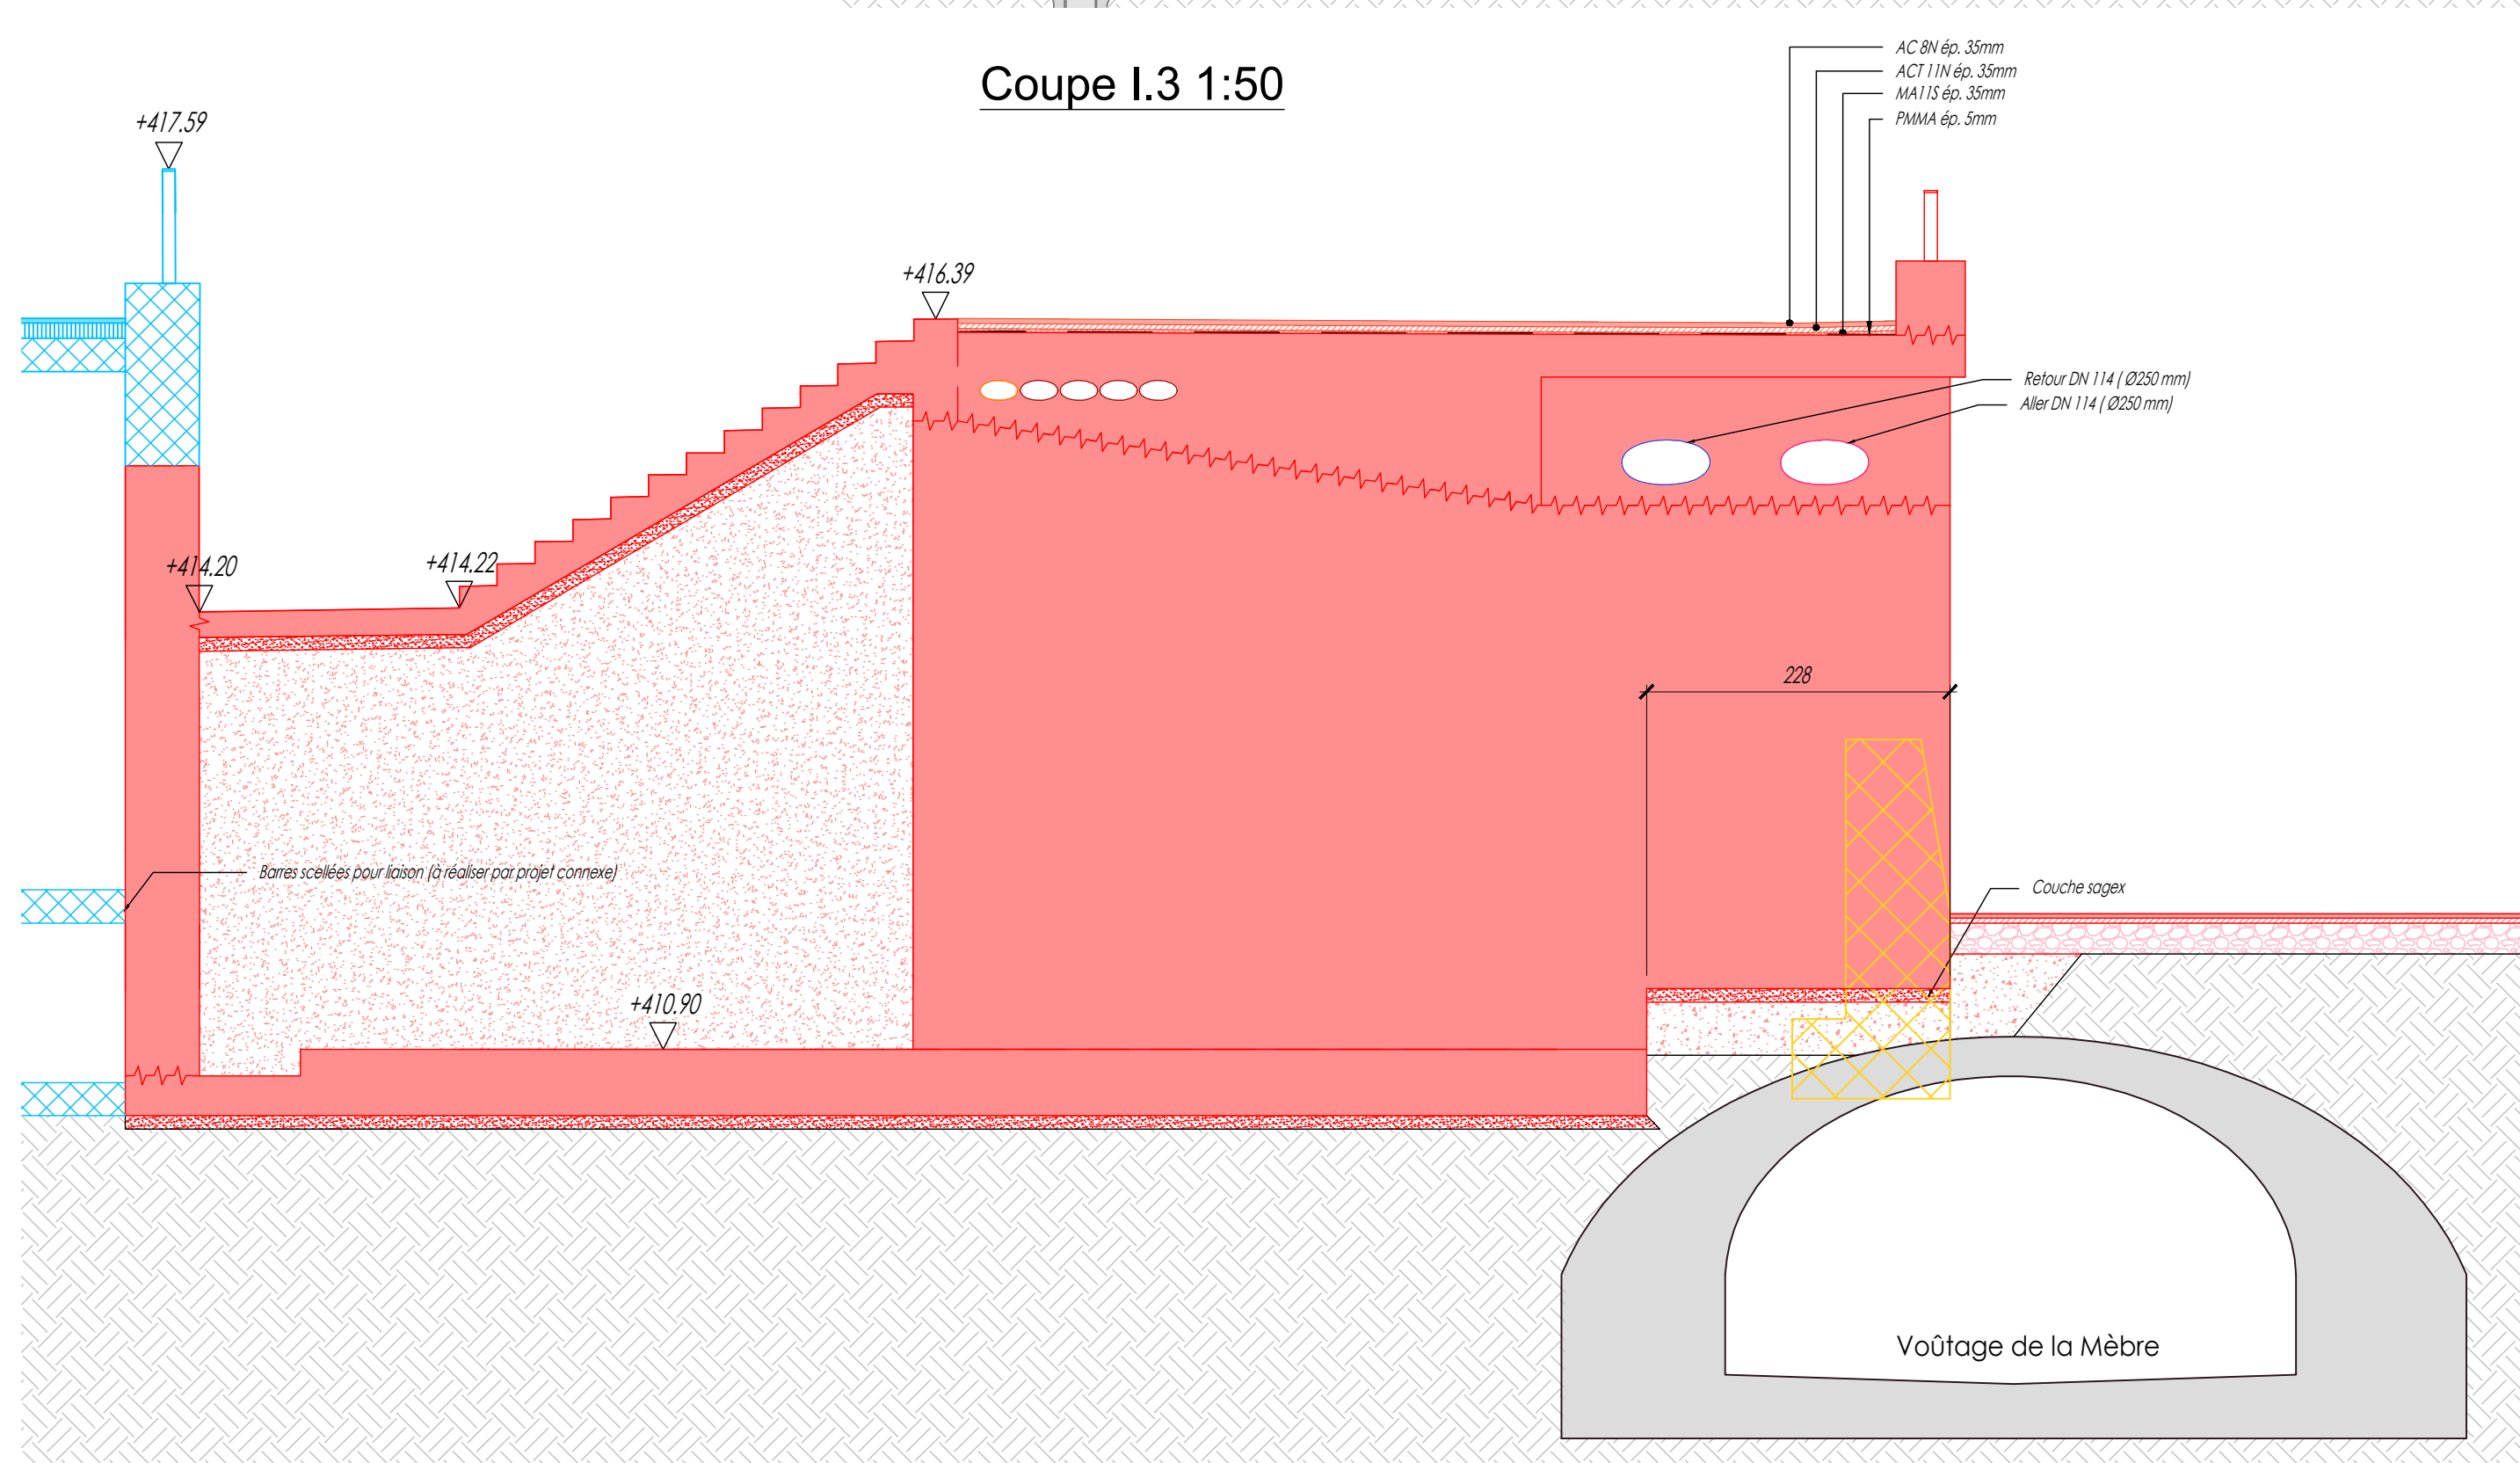 Coupe I.3 1:50
AC 8N ép. 35mm
ACT 11N ép. 35mm
MA11S ép. 35mm
PMMA ép. 5mm
+417.59
+416.39
Retour DN 114 ( Ø250 mm)
Aller DN 114 ( Ø250 mm)
+414.20
+414.22
228
Barres scellées pour liaison (à réaliser par projet connexe)
Couche sagex
+410.90
Voûtage de la Mèbre